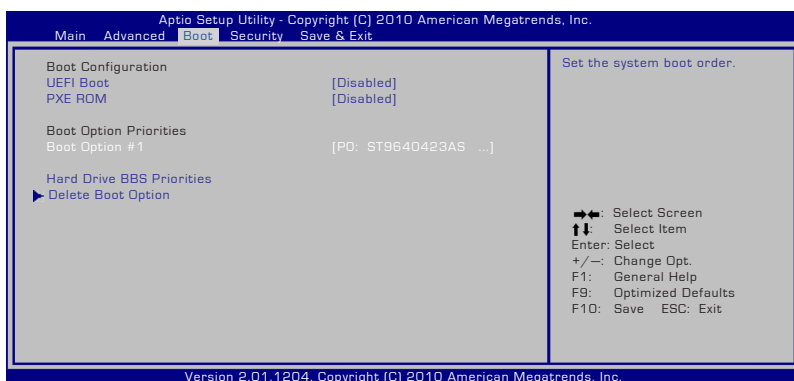 Aptio Setup Utility - Copyright (C) 2010 American Megatrends, Inc.
Main Advanced Boot Security Save & Exit
Boot Configuration
UEFI Boot [Disabled]
PXE ROM [Disabled]
Boot Option Priorities
Boot Option #1 [P0: ST9640423AS ...]
Hard Drive BBS Priorities
Delete Boot Option
Set the system boot order.
: Select Screen
: Select Item
Enter: Select
+/—: Change Opt.
F1: General Help
F9: Optimized Defaults
F10: Save ESC: Exit
Version 2.01.1204. Copyright (C) 2010 American Megatrends, Inc.